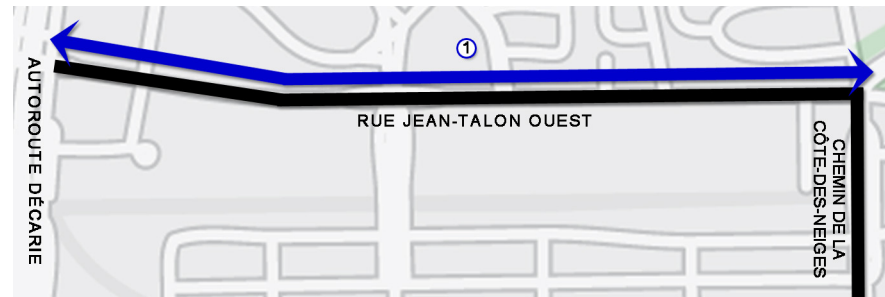 1
RUE JEAN-TALON OUEST
AUTOROUTE DÉCARIE
CHEMIN DE LA
CÔTE-DES-NEIGES